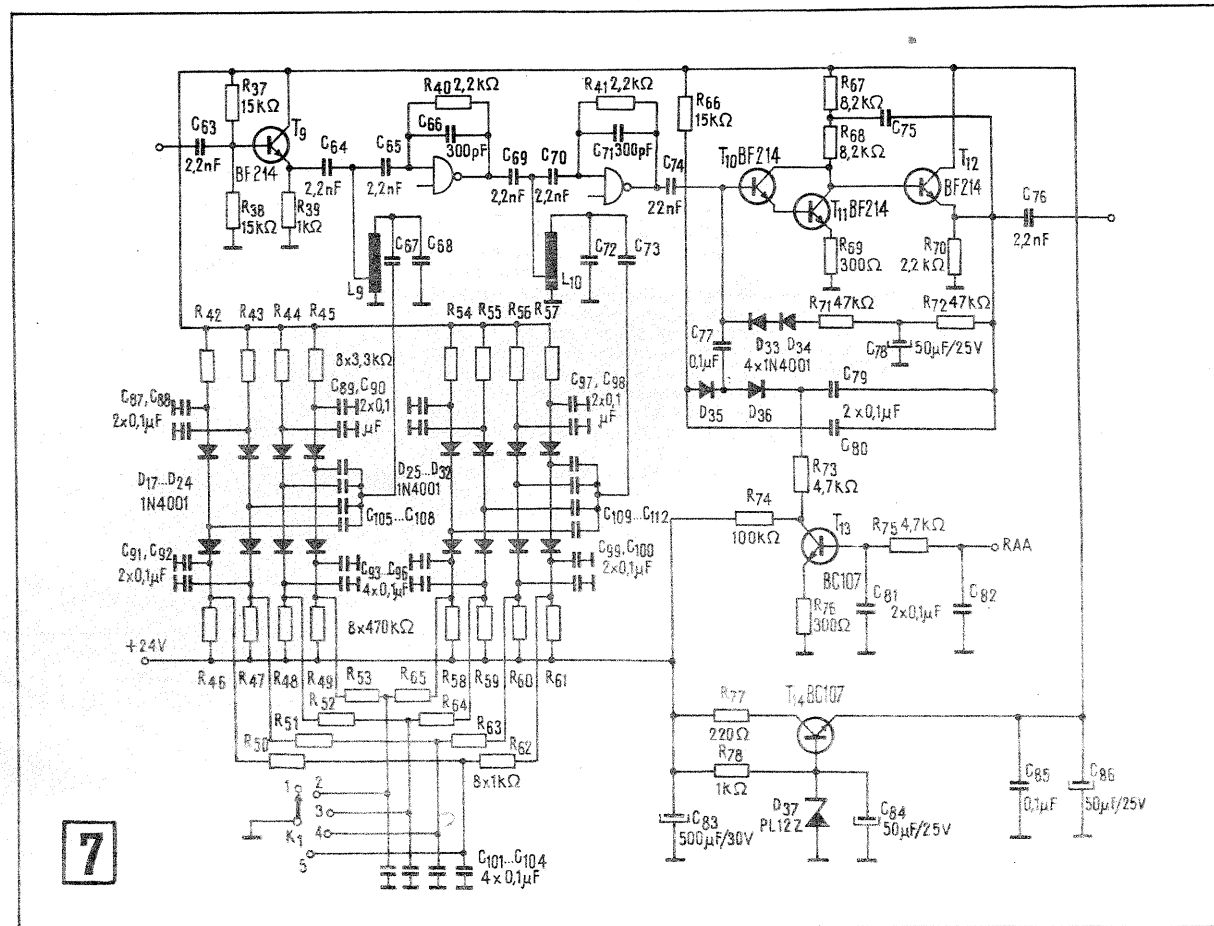 R37
15kΩ
C63
2,2nF
T9
BF214
R38
15kΩ
R39
1kΩ
C64
2,2nF
C65
2,2nF
R40 2,2kΩ
C66
300pF
C69
2,2nF
C70
2,2nF
R41 2,2kΩ
C71 300pF
C74
22nF
R66
15kΩ
R67
8,2kΩ
R68
8,2kΩ
C75
T10 BF214
T11 BF214
T12
BF214
C76
2,2nF
R69
300Ω
R70
2,2kΩ
L9
C67
C68
L10
C72
C73
R71 47kΩ
R72 47kΩ
C77
0,1µF
D33
D34
4x1N4001
C78
50µF/25V
D35
D36
C79
2x0,1µF
C80
R42
R43
R44
R45
8x3,3kΩ
R54
R55
R56
R57
C87, C88
2x0,1µF
C89, C90
2x0,1
µF
C97, C98
2x0,1
µF
D17...D24
1N4001
D25...D32
1N4001
C105...C108
C109...C112
C91, C92
2x0,1µF
C93...C96
4x0,1µF
C99, C100
2x0,1µF
R73
4,7kΩ
R74
100kΩ
T13
BC107
R75 4,7kΩ
RAA
R76
300Ω
C81
2x0,1µF
C82
8x470kΩ
+24V
R46
R47
R48
R49
R53
R65
R58
R59
R60
R61
R52
R64
R51
R63
R50
R62
8x1kΩ
R77
220Ω
T14 BC107
R78
1kΩ
D37
PL12Z
C83
500µF/30V
C84
50µF/25V
C85
0,1µF
C86
50µF/25V
1
2
3
K1
4
5
C101...C104
4x0,1µF
7